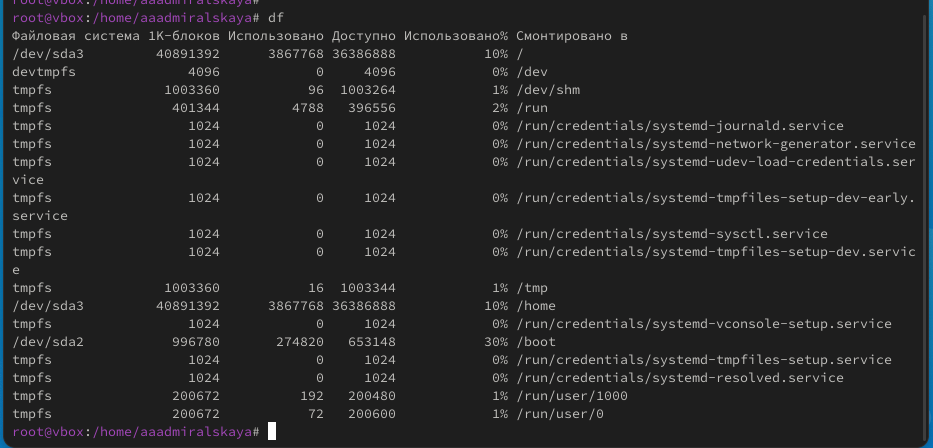 root@vbox:/home/aaadmiralskaya#
root@vbox:/home/aaadmiralskaya# df
Файловая система 1K-блоков Использовано Доступно Использовано% Смонтировано в
/dev/sda3 40891392 3867768 36386888 10% /
devtmpfs 4096 0 4096 0% /dev
tmpfs 1003360 96 1003264 1% /dev/shm
tmpfs 401344 4788 396556 2% /run
tmpfs 1024 0 1024 0% /run/credentials/systemd-journald.service
tmpfs 1024 0 1024 0% /run/credentials/systemd-network-generator.service
tmpfs 1024 0 1024 0% /run/credentials/systemd-udev-load-credentials.ser
vice
tmpfs 1024 0 1024 0% /run/credentials/systemd-tmpfiles-setup-dev-early.
service
tmpfs 1024 0 1024 0% /run/credentials/systemd-sysctl.service
tmpfs 1024 0 1024 0% /run/credentials/systemd-tmpfiles-setup-dev.servic
e
tmpfs 1003360 16 1003344 1% /tmp
/dev/sda3 40891392 3867768 36386888 10% /home
tmpfs 1024 0 1024 0% /run/credentials/systemd-vconsole-setup.service
/dev/sda2 996780 274820 653148 30% /boot
tmpfs 1024 0 1024 0% /run/credentials/systemd-tmpfiles-setup.service
tmpfs 1024 0 1024 0% /run/credentials/systemd-resolved.service
tmpfs 200672 192 200480 1% /run/user/1000
tmpfs 200672 72 200600 1% /run/user/0
root@vbox:/home/aaadmiralskaya#